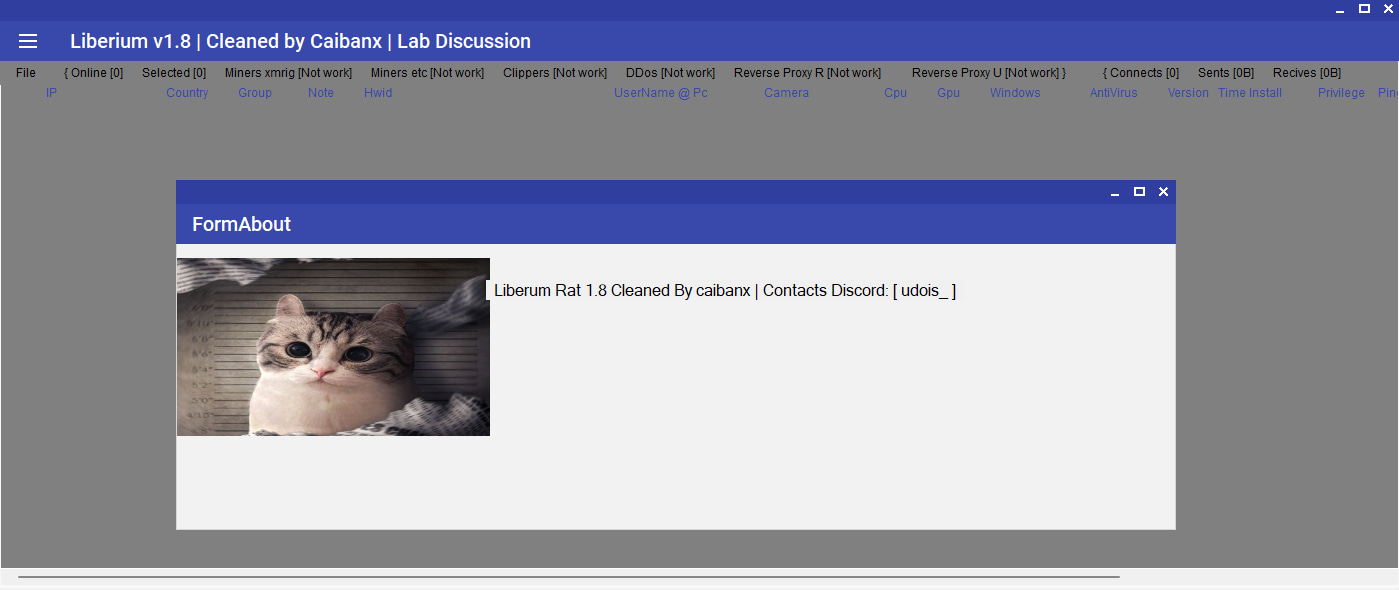 Liberium v1.8 | Cleaned by Caibanx | Lab Discussion
File { Online [0] Selected [0] Miners xmrig [Not work] Miners etc [Not work] Clippers [Not work] DDos [Not work] Reverse Proxy R [Not work] Reverse Proxy U [Not work] } { Connects [0] Sents [0B] Recives [0B]
IP Country Group Note Hwid UserName @ Pc Camera Cpu Gpu Windows AntiVirus Version Time Install Privilege Pin
FormAbout
Liberum Rat 1.8 Cleaned By caibanx | Contacts Discord: [ udois_ ]